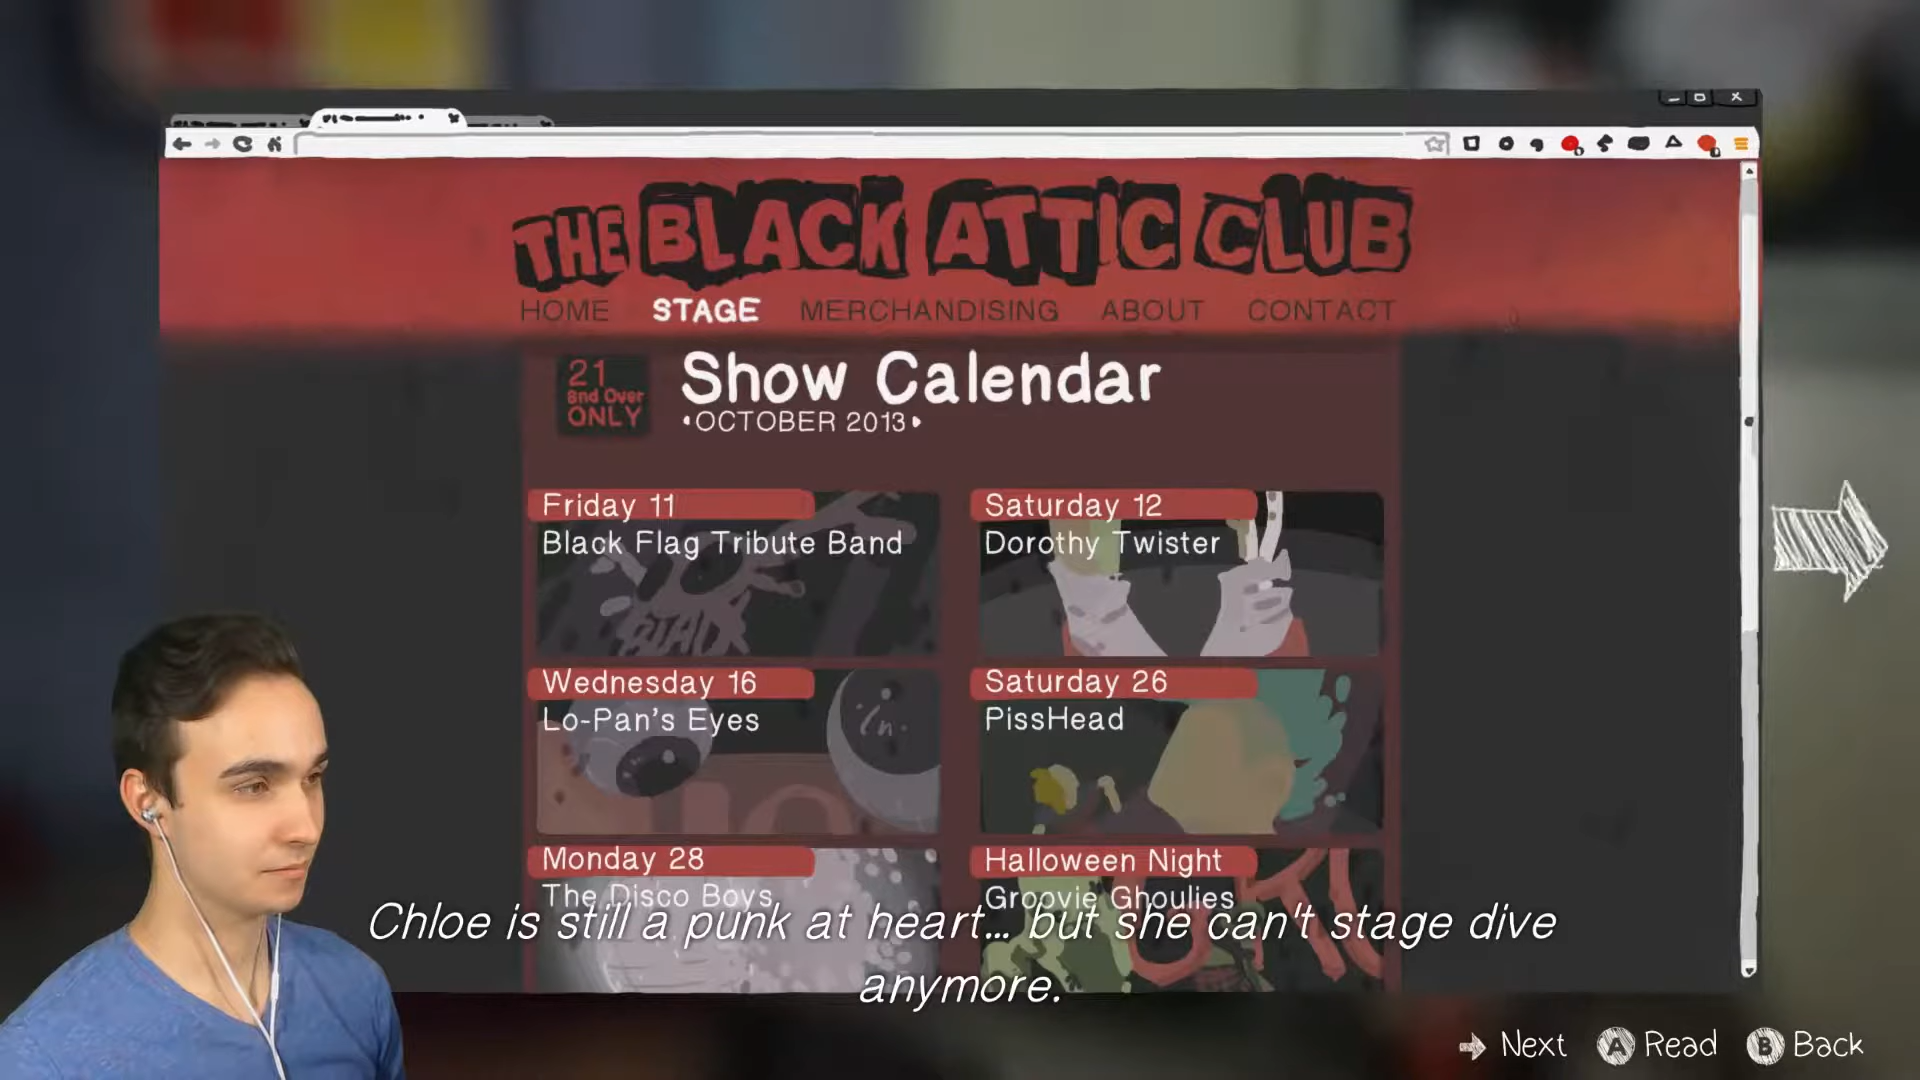 THE BLACK ATTIC CLUB
HOME STAGE MERCHANDISING ABOUT CONTACT
21
and Over
ONLY
Show Calendar
OCTOBER 2013
Friday 11
Black Flag Tribute Band
Saturday 12
Dorothy Twister
Wednesday 16
Lo-Pan's Eyes
Saturday 26
PissHead
Monday 28
The Disco Boys
Halloween Night
Groovie Ghoulies
Chloe is still a punk at heart... but she can't stage dive
anymore.
Next A Read B Back